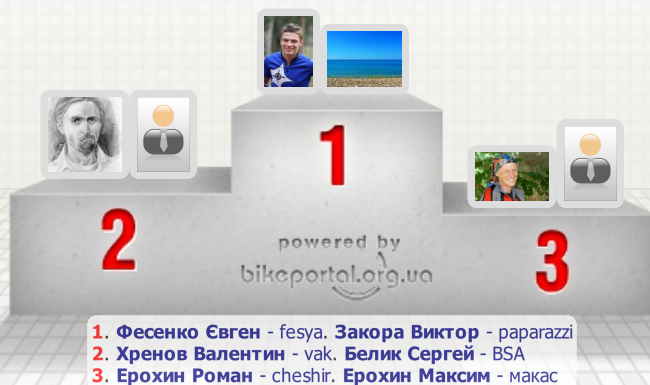 1
2
3
powered by
bikeportal.org.ua
1. Фесенко Євген - fesya. Закора Виктор - paparazzi
2. Хренов Валентин - vak. Белик Сергей - BSA
3. Ерохин Роман - cheshir. Ерохин Максим - макас